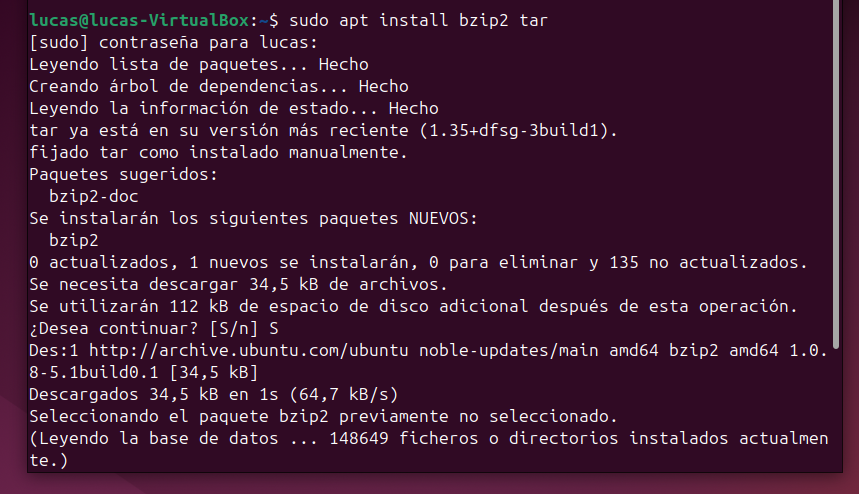 lucas@lucas-VirtualBox:~$ sudo apt install bzip2 tar
[sudo] contraseña para lucas:
Leyendo lista de paquetes... Hecho
Creando árbol de dependencias... Hecho
Leyendo la información de estado... Hecho
tar ya está en su versión más reciente (1.35+dfsg-3build1).
fijado tar como instalado manualmente.
Paquetes sugeridos:
  bzip2-doc
Se instalarán los siguientes paquetes NUEVOS:
  bzip2
0 actualizados, 1 nuevos se instalarán, 0 para eliminar y 135 no actualizados.
Se necesita descargar 34,5 kB de archivos.
Se utilizarán 112 kB de espacio de disco adicional después de esta operación.
¿Desea continuar? [S/n] S
Des:1 http://archive.ubuntu.com/ubuntu noble-updates/main amd64 bzip2 amd64 1.0.
8-5.1build0.1 [34,5 kB]
Descargados 34,5 kB en 1s (64,7 kB/s)
Seleccionando el paquete bzip2 previamente no seleccionado.
(Leyendo la base de datos ... 148649 ficheros o directorios instalados actualmen
te.)